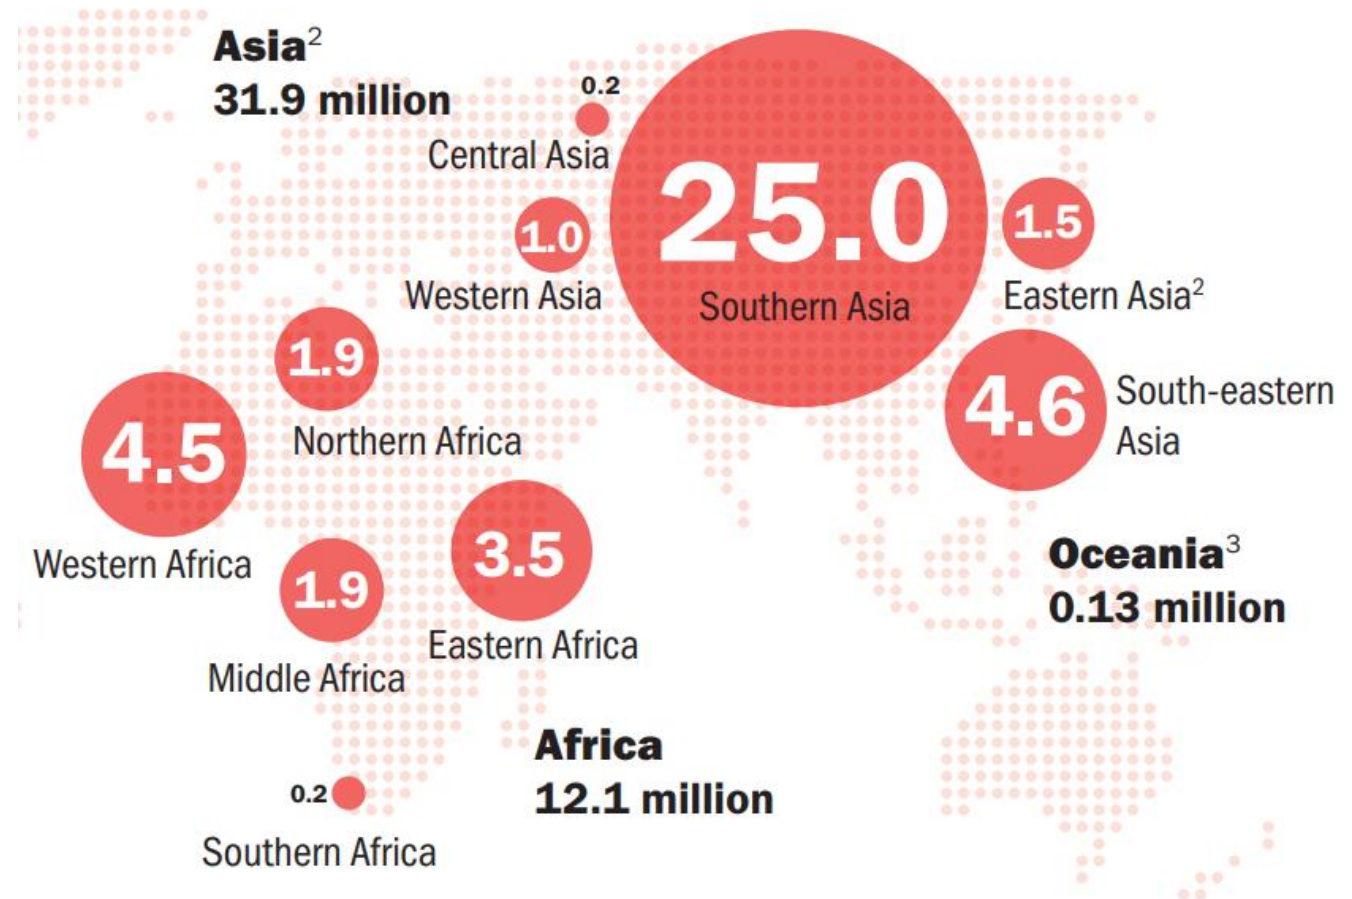 Asia²
31.9 million
0.2
Central Asia
25.0
Southern Asia
1.0
Western Asia
1.5
Eastern Asia²
4.6
South-eastern
Asia
1.9
Northern Africa
4.5
Western Africa
3.5
Eastern Africa
1.9
Middle Africa
Oceania³
0.13 million
Africa
12.1 million
0.2
Southern Africa